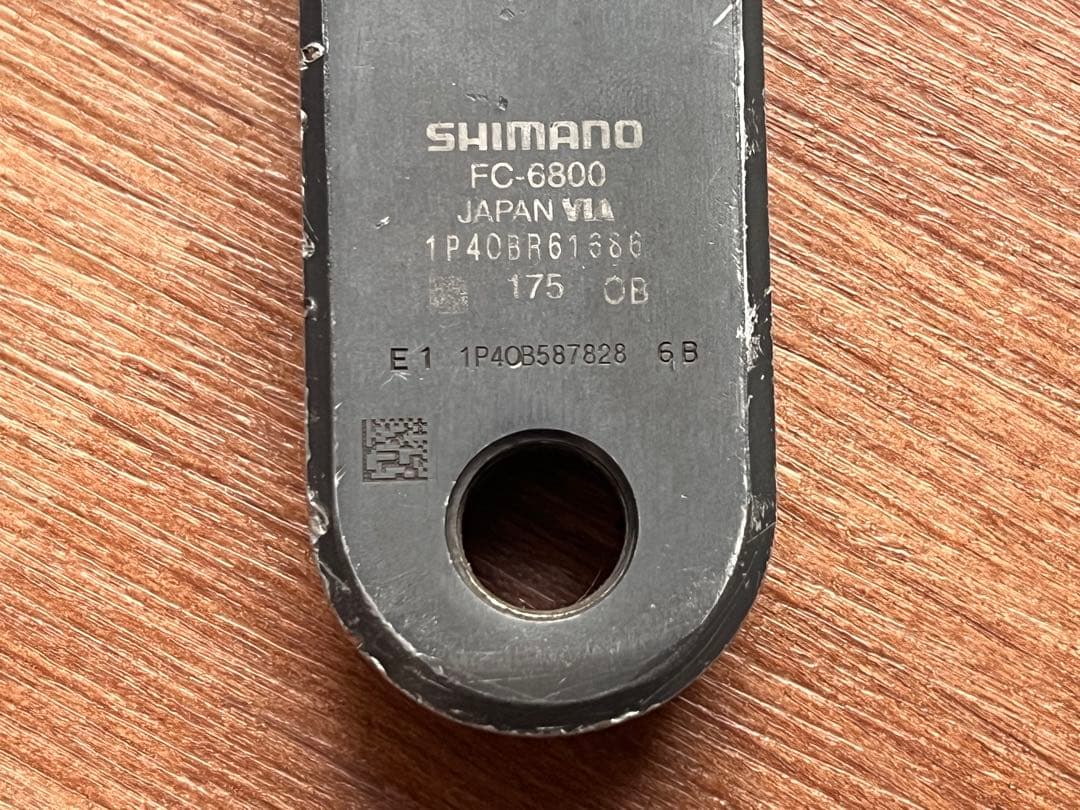 SHIMANO
FC-6800
JAPAN VIA
1P40BR61686
175 OB
E1 1P40B587828 6B